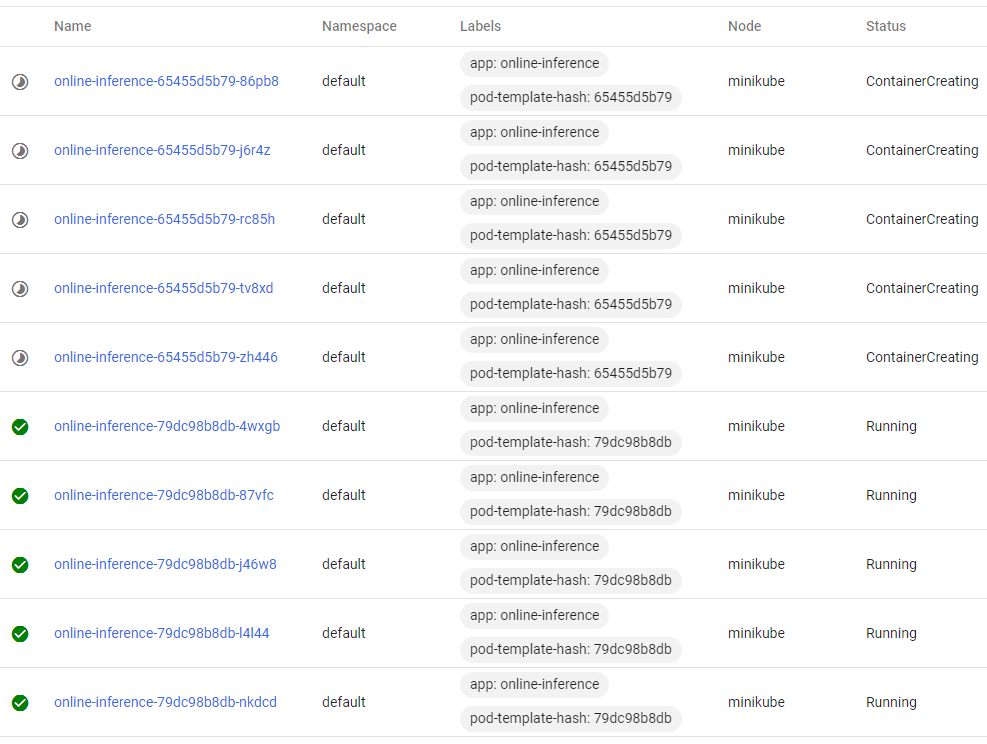 Name Namespace Labels Node Status
app: online-inference
online-inference-65455d5b79-86pb8 default minikube ContainerCreating
pod-template-hash: 65455d5b79
app: online-inference
online-inference-65455d5b79-j6r4z default minikube ContainerCreating
pod-template-hash: 65455d5b79
app: online-inference
online-inference-65455d5b79-rc85h default minikube ContainerCreating
pod-template-hash: 65455d5b79
app: online-inference
online-inference-65455d5b79-tv8xd default minikube ContainerCreating
pod-template-hash: 65455d5b79
app: online-inference
online-inference-65455d5b79-zh446 default minikube ContainerCreating
pod-template-hash: 65455d5b79
app: online-inference
online-inference-79dc98b8db-4wxgb default minikube Running
pod-template-hash: 79dc98b8db
app: online-inference
online-inference-79dc98b8db-87vfc default minikube Running
pod-template-hash: 79dc98b8db
app: online-inference
online-inference-79dc98b8db-j46w8 default minikube Running
pod-template-hash: 79dc98b8db
app: online-inference
online-inference-79dc98b8db-l4l44 default minikube Running
pod-template-hash: 79dc98b8db
app: online-inference
online-inference-79dc98b8db-nkdcd default minikube Running
pod-template-hash: 79dc98b8db